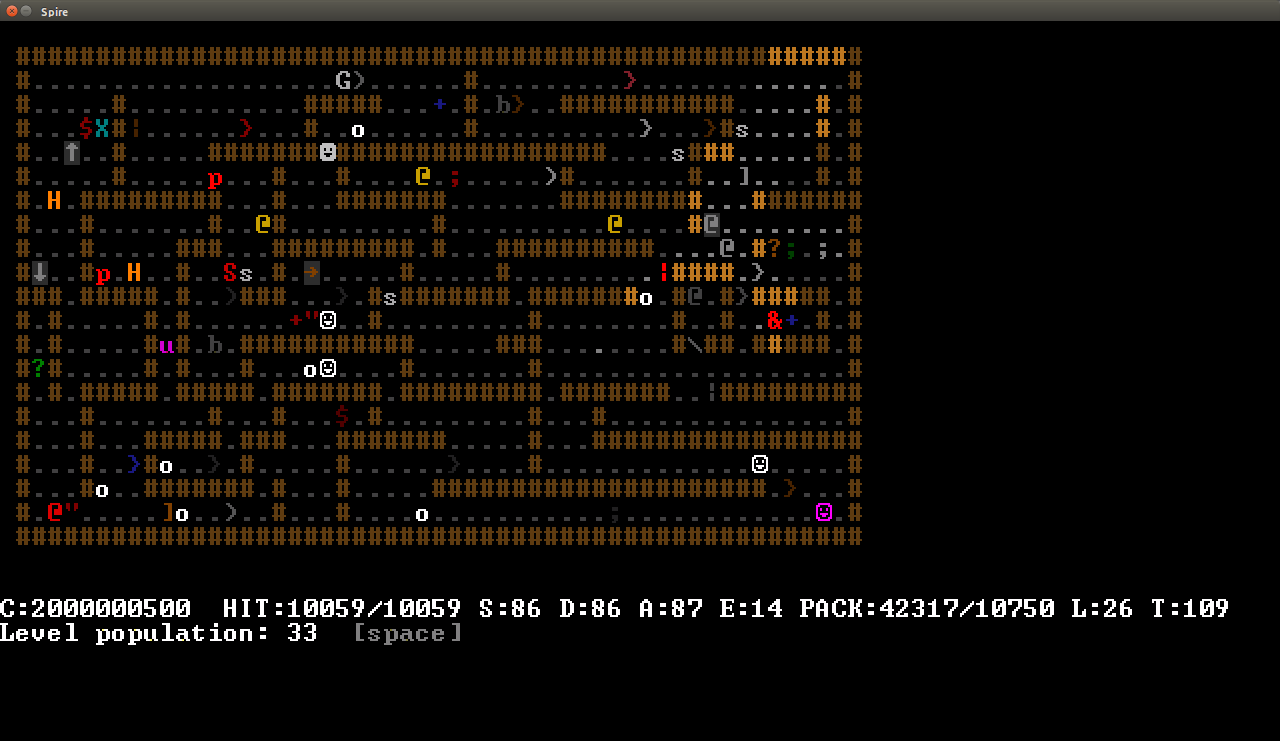 Spire
C:2000000500 HIT:10059/10059 S:86 D:86 A:87 E:14 PACK:42317/10750 L:26 T:109
Level population: 33 [space]